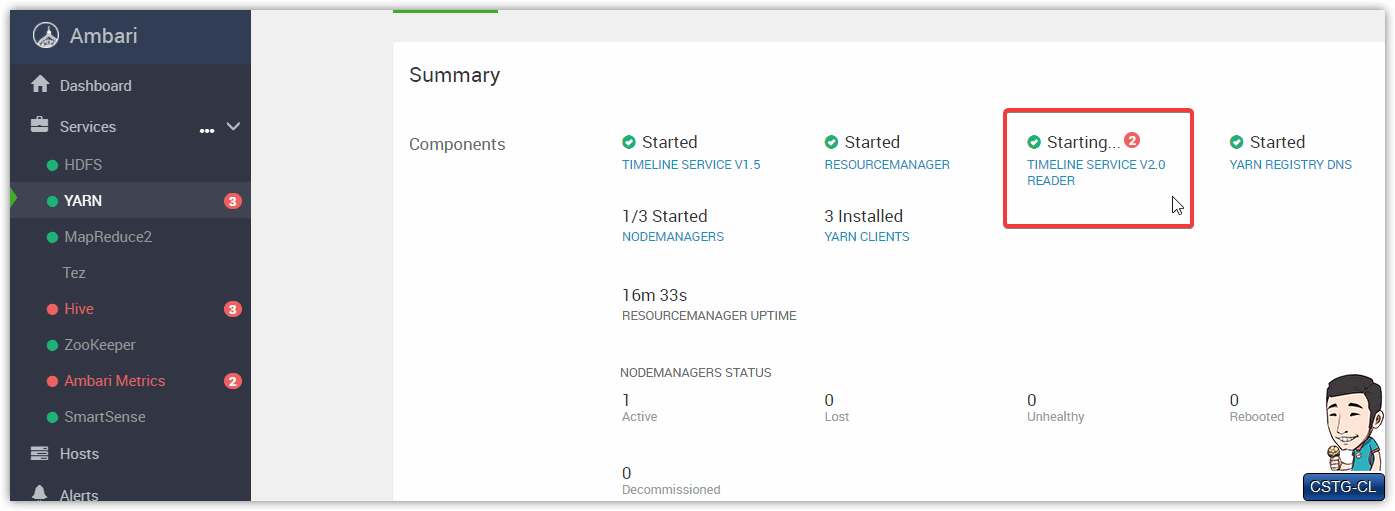 Ambari
Dashboard
Services
...
HDFS
YARN 3
MapReduce2
Tez
Hive 3
ZooKeeper
Ambari Metrics 2
SmartSense
Hosts
Alerts
Summary
Components
Started
TIMELINE SERVICE V1.5
Started
RESOURCEMANAGER
Starting... 2
TIMELINE SERVICE V2.0
READER
Started
YARN REGISTRY DNS
1/3 Started
NODEMANAGERS
3 Installed
YARN CLIENTS
16m 33s
RESOURCEMANAGER UPTIME
NODEMANAGERS STATUS
1
Active
0
Lost
0
Unhealthy
0
Rebooted
0
Decommissioned
CSTG-CL